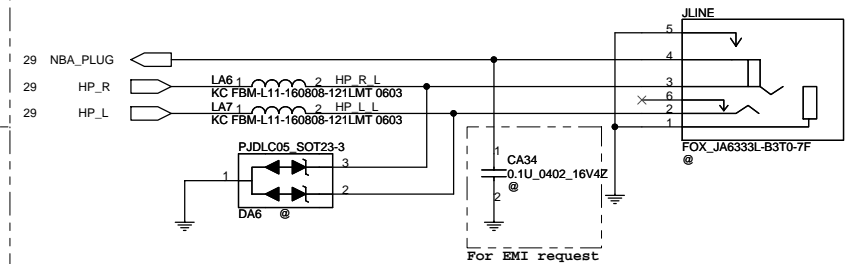 JLINE
5
29 NBA_PLUG 4
29 HP_R LA6 1 2 HP_R_L 3
KC FBM-L11-160808-121LMT 0603
6
29 HP_L LA7 1 2 HP_L_L 2
KC FBM-L11-160808-121LMT 0603
1
PJDLC05_SOT23-3
FOX_JA6333L-B3T0-7F
@
1 3
2
DA6 @
1
CA34
0.1U_0402_16V4Z
@
2
For EMI request